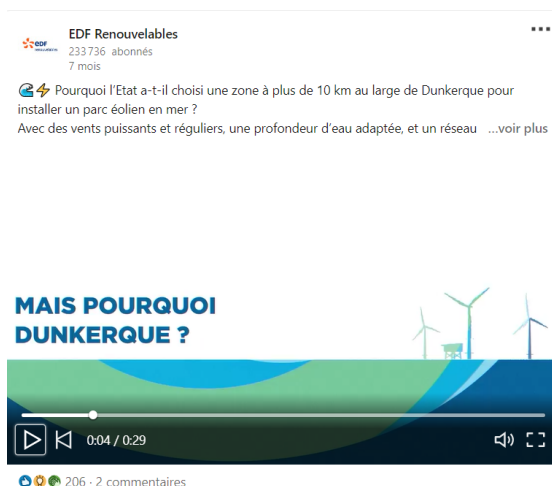 EDF Renouvelables
233 736 abonnés
7 mois
🌊⚡ Pourquoi l'Etat a-t-il choisi une zone à plus de 10 km au large de Dunkerque pour
installer un parc éolien en mer ?
Avec des vents puissants et réguliers, une profondeur d'eau adaptée, et un réseau ...voir plus
MAIS POURQUOI
DUNKERQUE ?
0:04 / 0:29
206 · 2 commentaires